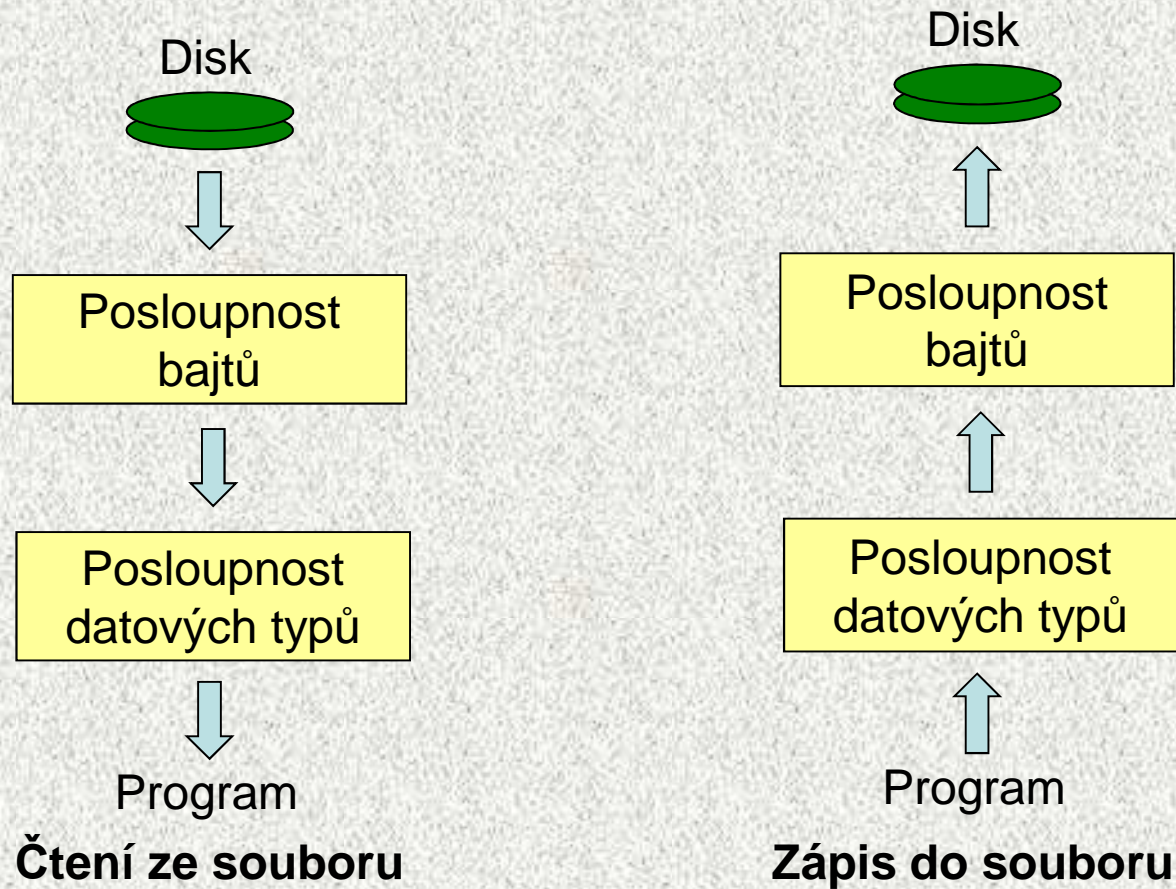 Disk
Posloupnost
bajtů
Posloupnost
datových typů
Program
Čtení ze souboru
Disk
Posloupnost
bajtů
Posloupnost
datových typů
Program
Zápis do souboru